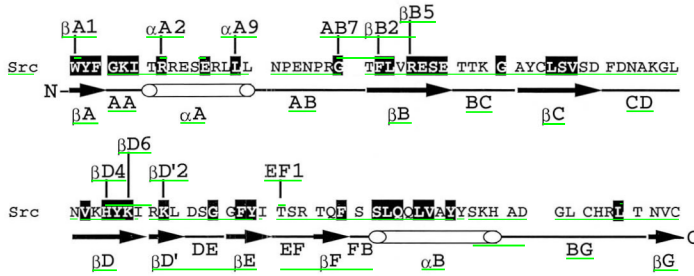 βA1 αA2 αA9 AB7 βB2 βB5
Src WYF GKI TRRESERLLL NPENPRG TFLVRESE TTKG AYCLSVSD FDNAKGL
N- βA AA αA AB βB BC βC CD
βD4 βD6 βD'2 EF1
Src NVKHYKI RKL DSG GFYI TSR TQF S SLQQLVAYYSKH AD GL CHRL T NVC
βD βD' DE βE EF βF FB αB BG βG C